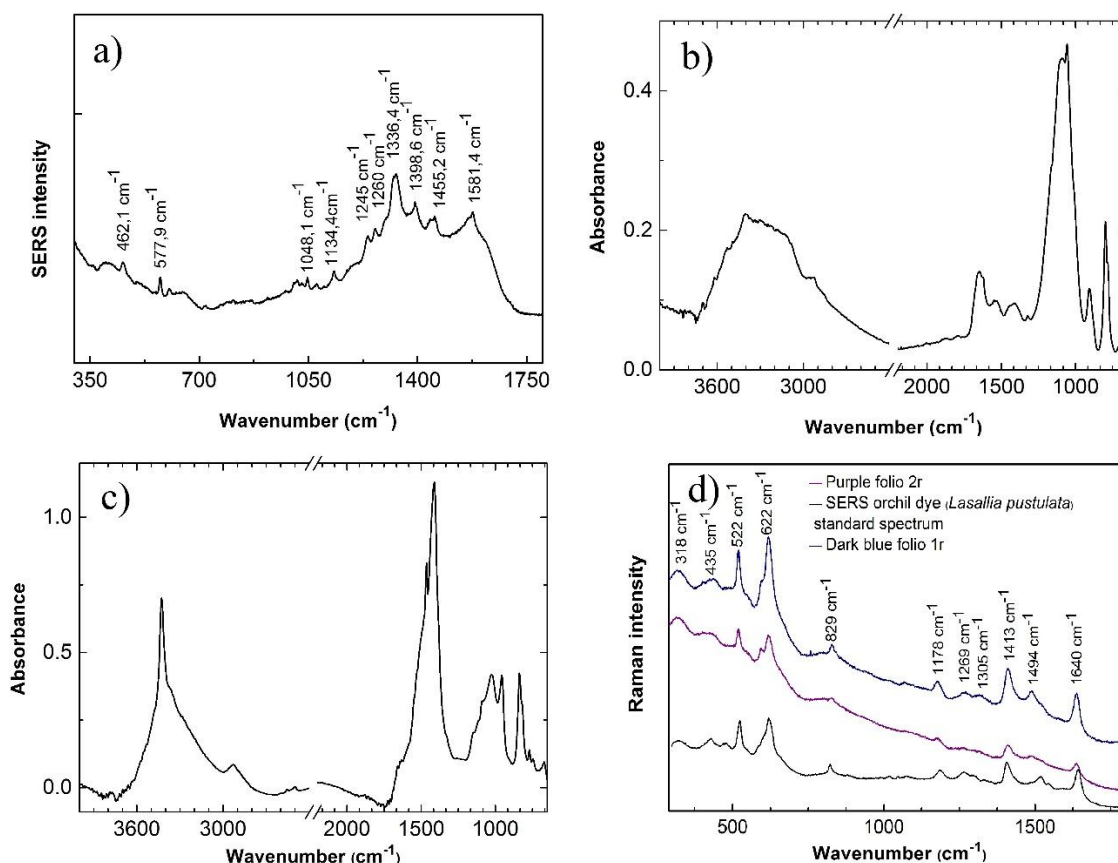 a)
SERS intensity
462,1 cm-1
577,9 cm-1
1048,1 cm-1
1134,4cm-1
1245 cm-1
1260 cm-1
1336,4 cm-1
1398,6 cm-1
1455,2 cm-1
1581,4 cm-1
350 700 1050 1400 1750
Wavenumber (cm-1)
b)
Absorbance
0.4
0.2
0.0
3600 3000 2000 1500 1000
Wavenumber (cm-1)
c)
Absorbance
1.0
0.5
0.0
3600 3000 2000 1500 1000
Wavenumber (cm-1)
d)
Raman intensity
Purple folio 2r
SERS orchil dye (Lasallia pustulata)
standard spectrum
Dark blue folio 1r
318 cm-1
435 cm-1
522 cm-1
622 cm-1
829 cm-1
1178 cm-1
1269 cm-1
1305 cm-1
1413 cm-1
1494 cm-1
1640 cm-1
500 1000 1500
Wavenumber (cm-1)